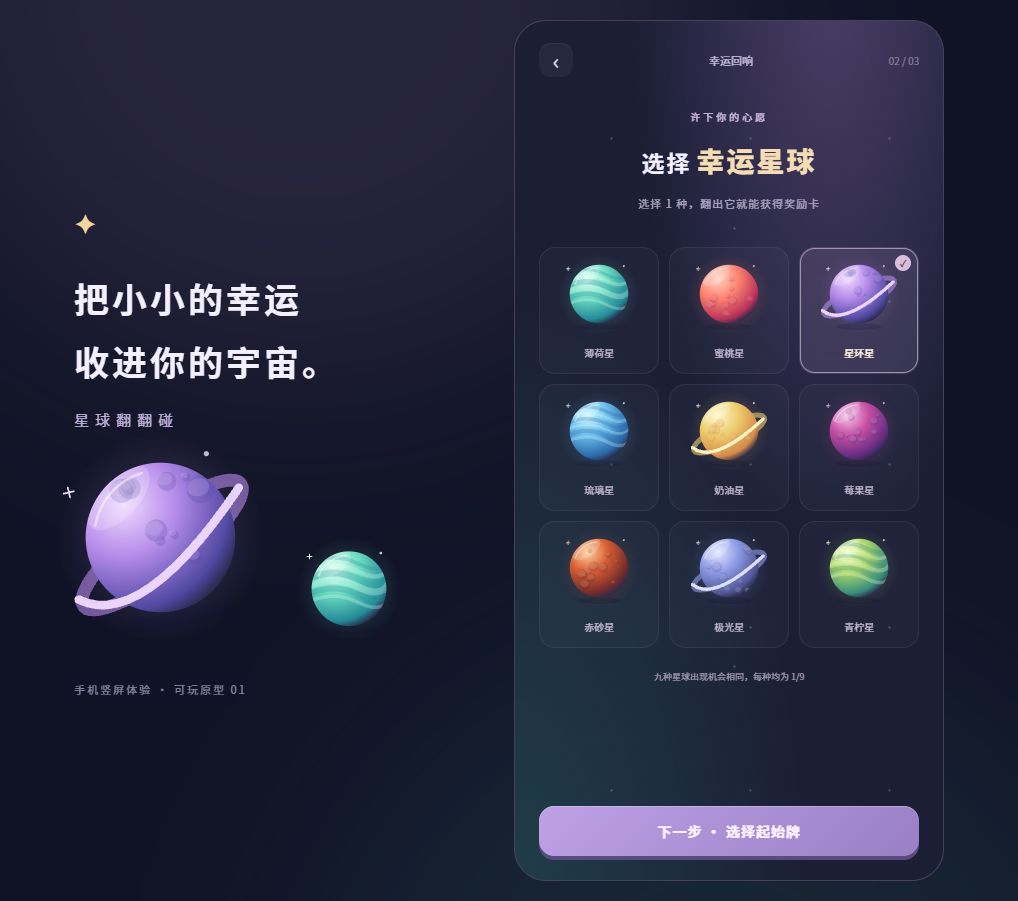 把小小的幸运
收进你的宇宙。
星球翻翻碰
手机竖屏体验 · 可玩原型 01
‹
幸运回响
02 / 03
许下你的心愿
选择 幸运星球
选择 1 种，翻出它就能获得奖励卡
薄荷星
蜜桃星
✓
星环星
琉璃星
奶油星
莓果星
赤砂星
极光星
青柠星
九种星球出现机会相同，每种均为 1/9
下一步 · 选择起始牌